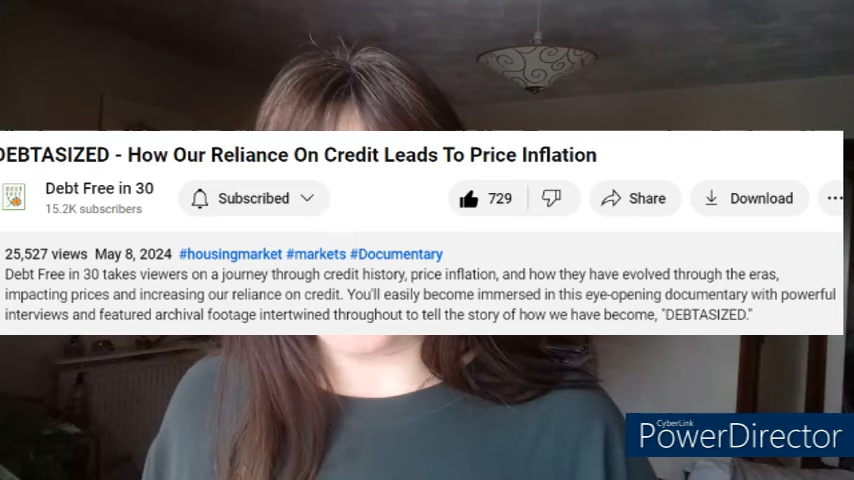 DEBTASIZED - How Our Reliance On Credit Leads To Price Inflation
Debt Free in 30
15.2K subscribers
Subscribed
729
Share
Download
25,527 views May 8, 2024 #housingmarket #markets #Documentary
Debt Free in 30 takes viewers on a journey through credit history, price inflation, and how they have evolved through the eras,
impacting prices and increasing our reliance on credit. You'll easily become immersed in this eye-opening documentary with powerful
interviews and featured archival footage intertwined throughout to tell the story of how we have become, "DEBTASIZED."
CyberLink
PowerDirector